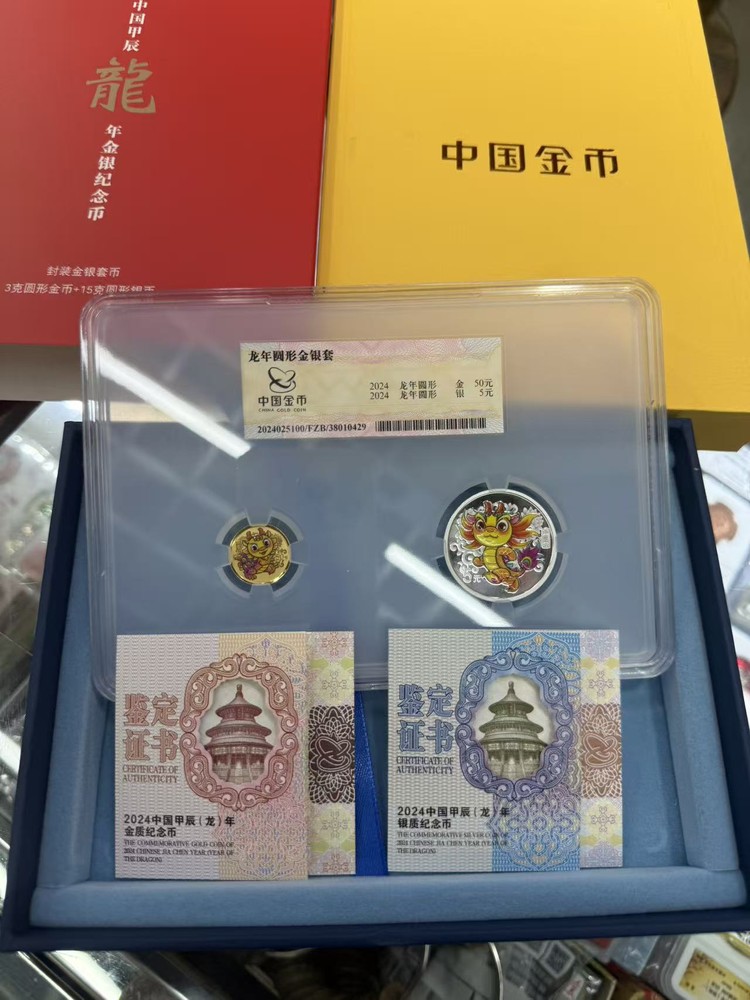 中国甲辰
龍
年金银纪念币
封装金银套币
3克圆形金币+15克圆形银币
中国金币
龙年圆形金银套
中国金币
CHINA GOLD COIN
2024 龙年圆形 金 50元
2024 龙年圆形 银 5元
2024025100/FZB/38010429
5元
鉴定
证书
CERTIFICATE OF
AUTHENTICITY
2024中国甲辰(龙)年
金质纪念币
THE COMMEMORATIVE GOLD COIN OF
2024 CHINESE JIA CHEN YEAR (YEAR OF
THE DRAGON)
鉴定
证书
CERTIFICATE OF
AUTHENTICITY
2024中国甲辰(龙)年
银质纪念币
THE COMMEMORATIVE SILVER COIN OF
2024 CHINESE JIA CHEN YEAR (YEAR OF
THE DRAGON)